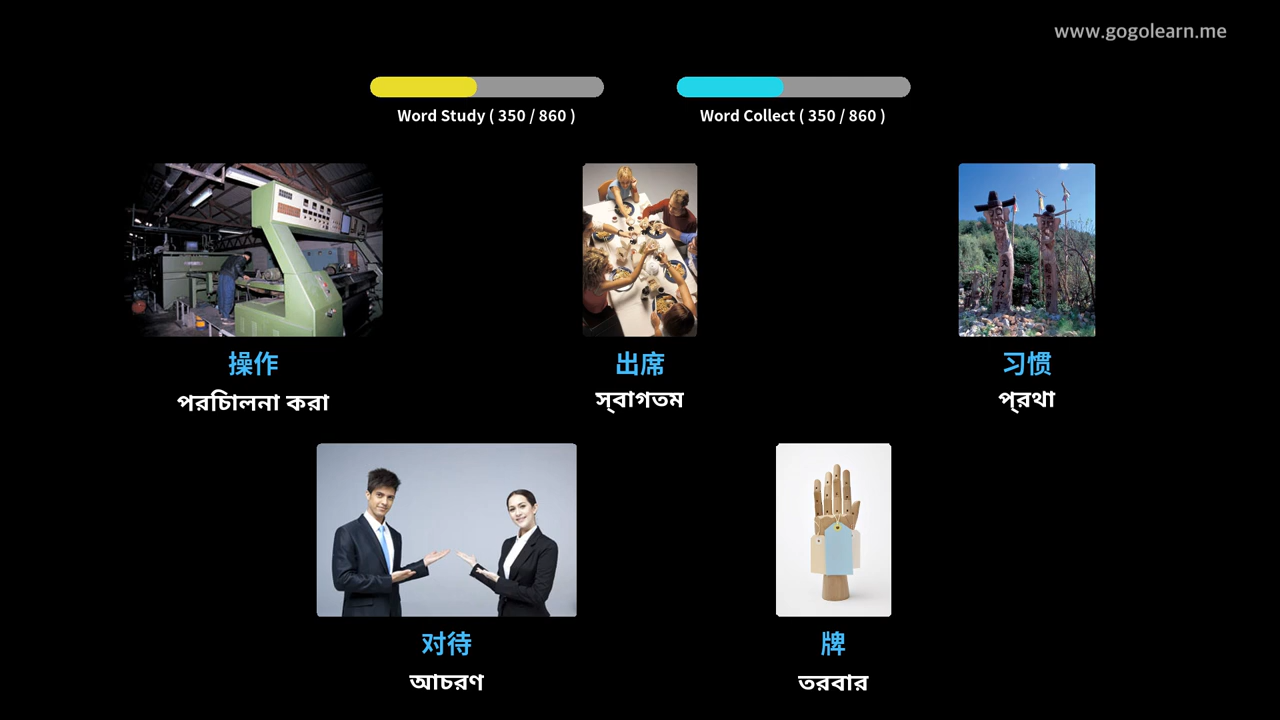 www.gogolearn.me
Word Study ( 350 / 860 )
Word Collect ( 350 / 860 )
操作
পরিচালনা করা
出席
স্বাগতম
习惯
প্রথা
对待
আচরণ
牌
তরবার